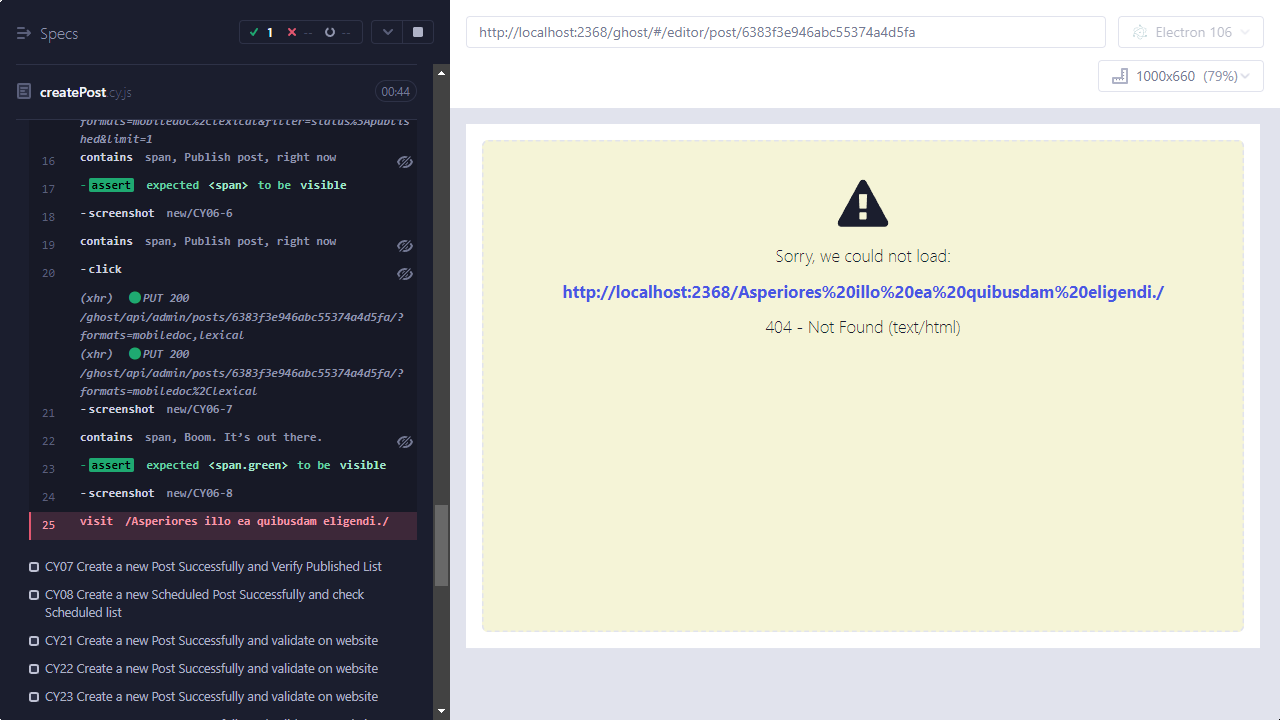 Specs
1
--
--
createPost.cy.js
00:44
formats=mobiledoc%2Clexical&filter=status%3Apublis
hed&limit=1
16 contains span, Publish post, right now
17 -assert expected <span> to be visible
18 -screenshot new/CY06-6
19 contains span, Publish post, right now
20 -click
(xhr) PUT 200
/ghost/api/admin/posts/6383f3e946abc55374a4d5fa/?
formats=mobiledoc,lexical
(xhr) PUT 200
/ghost/api/admin/posts/6383f3e946abc55374a4d5fa/?
formats=mobiledoc%2Clexical
21 -screenshot new/CY06-7
22 contains span, Boom. It’s out there.
23 -assert expected <span.green> to be visible
24 -screenshot new/CY06-8
25 visit /Asperiores illo ea quibusdam eligendi./
CY07 Create a new Post Successfully and Verify Published List
CY08 Create a new Scheduled Post Successfully and check
Scheduled list
CY21 Create a new Post Successfully and validate on website
CY22 Create a new Post Successfully and validate on website
CY23 Create a new Post Successfully and validate on website
http://localhost:2368/ghost/#/editor/post/6383f3e946abc55374a4d5fa
Electron 106
1000x660 (79%)
Sorry, we could not load:
http://localhost:2368/Asperiores%20illo%20ea%20quibusdam%20eligendi./
404 - Not Found (text/html)